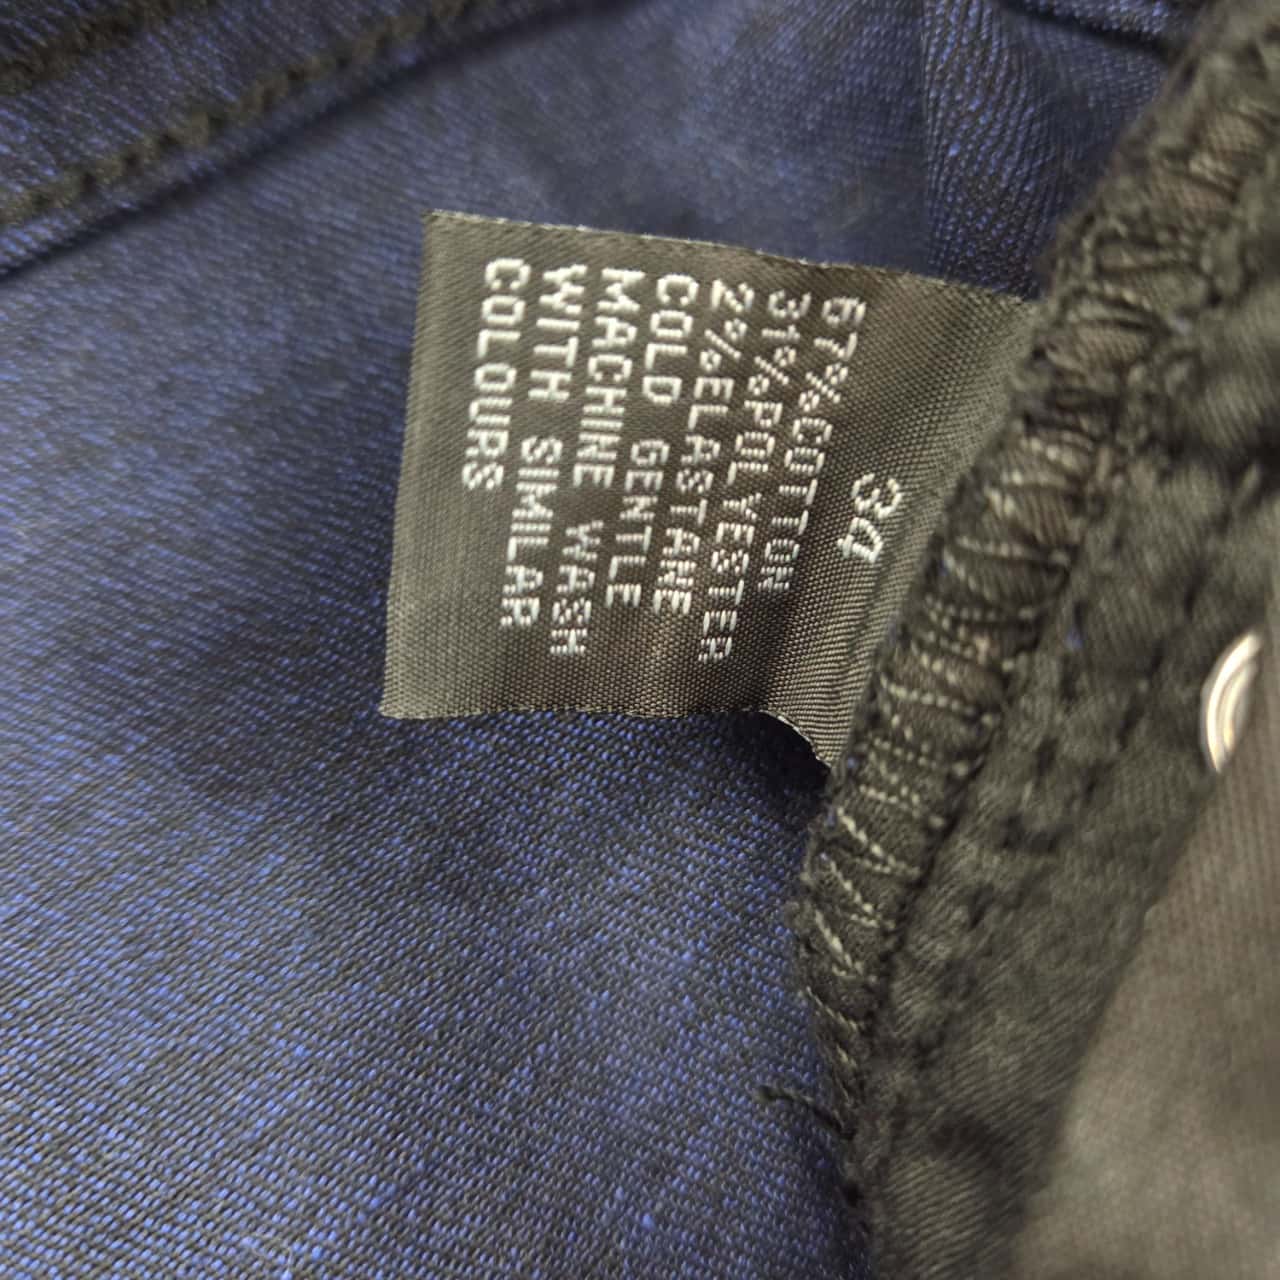 34
67%COTTON
31%POLYESTER
2%ELASTANE
COLD GENTLE
MACHINE WASH
WITH SIMILAR
COLOURS